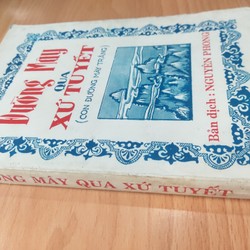 Đường Mây
QUA
XỨ TUYẾT
(CON ĐƯỜNG MÂY TRẮNG)
Bản dịch : NGUYÊN PHONG
ĐƯỜNG MÂY QUA XỨ TUYẾT